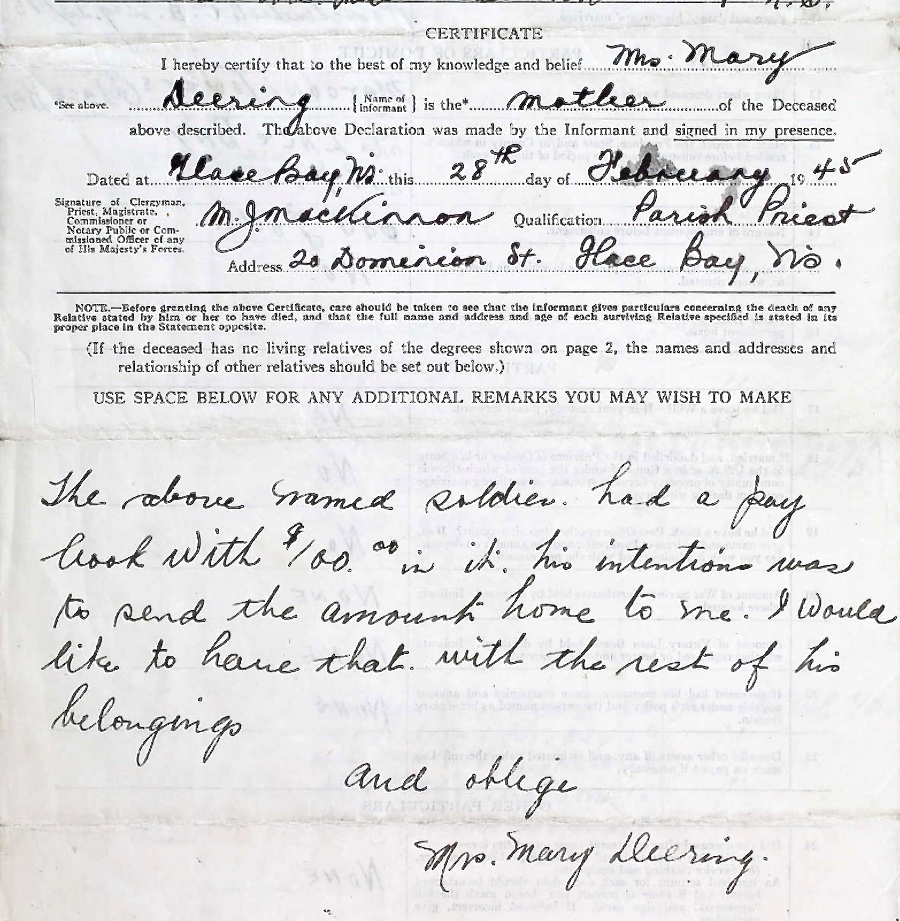 CERTIFICATE
I hereby certify that to the best of my knowledge and belief Mrs. Mary
*See above. Deering {Name of Informant} is the* mother of the Deceased
above described. The above Declaration was made by the Informant and signed in my presence.
Dated at Glace Bay, N.S. this 28th day of February 1945
Signature of Clergyman,
Priest, Magistrate,
Commissioner or
Notary Public or Com-
missioned Officer of any
of His Majesty's Forces.
M. J. MacKinnon Qualification Parish Priest
Address 20 Dominion St. Glace Bay, N.S.
NOTE.—Before granting the above Certificate, care should be taken to see that the informant gives particulars concerning the death of any
Relative stated by him or her to have died, and that the full name and address and age of each surviving Relative specified is stated in its
proper place in the Statement opposite.
(If the deceased has no living relatives of the degrees shown on page 2, the names and addresses and
relationship of other relatives should be set out below.)
USE SPACE BELOW FOR ANY ADDITIONAL REMARKS YOU MAY WISH TO MAKE
The above named soldier. had a pay
book with $100.00 in it. his intentions was
to send the amount home to me. I would
like to have that. with the rest of his
belongings
and oblige
Mrs. Mary Deering.